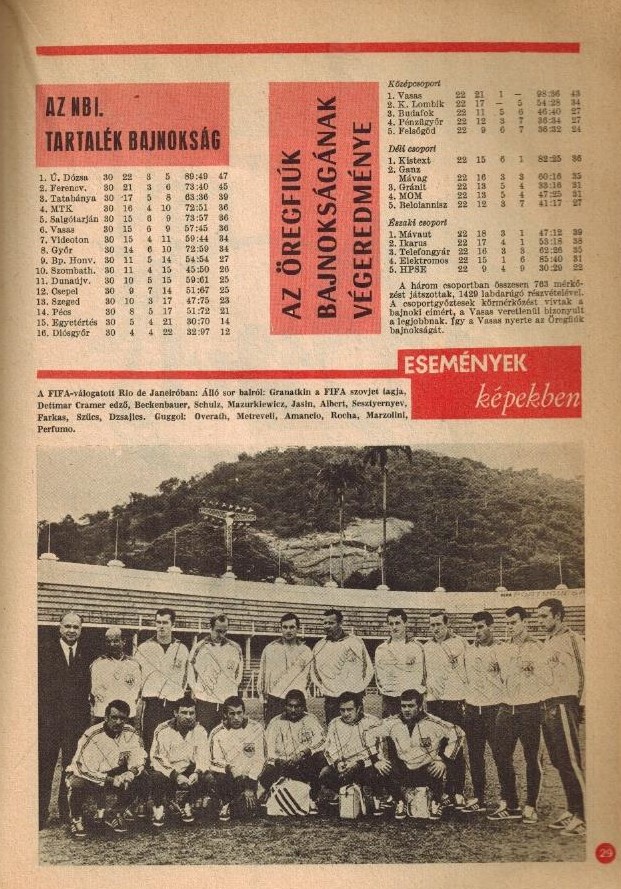 AZ NB I.
TARTALÉK BAJNOKSÁG
1. Ú. Dózsa 30 22 3 5 89:49 47
2. Ferencv. 30 21 3 6 73:40 45
3. Tatabánya 30 17 5 8 63:36 39
4. MTK 30 16 4 10 72:51 36
5. Salgótarján 30 15 6 9 73:57 36
6. Vasas 30 15 6 9 57:45 36
7. Videoton 30 15 4 11 59:44 34
8. Győr 30 14 6 10 72:59 34
9. Bp. Honv. 30 11 5 14 54:54 27
10. Szombath. 30 11 4 15 45:50 26
11. Dunaújv. 30 10 5 15 59:61 25
12. Csepel 30 9 7 14 51:67 25
13. Szeged 30 10 3 17 47:75 23
14. Pécs 30 8 5 17 51:72 21
15. Egyetértés 30 5 4 21 30:70 14
16. Diósgyőr 30 4 4 22 32:97 12
AZ ÖREGFIÚK
BAJNOKSÁGÁNAK
VÉGEREDMÉNYE
Középcsoport
1. Vasas 22 21 1 — 98:36 43
2. K. Lombik 22 17 — 5 54:28 34
3. Budafok 22 11 5 6 46:40 27
4. Pénzügyőr 22 12 3 7 36:34 27
5. Felsőgöd 22 9 6 7 36:32 24
Déli csoport
1. Kistext 22 15 6 1 82:25 36
2. Ganz
Mávag 22 16 3 3 60:16 35
3. Gránit 22 13 5 4 33:16 31
4. MOM 22 13 5 4 47:25 31
5. Beloiannisz 22 12 3 7 41:17 27
Északi csoport
1. Mávaut 22 18 3 1 47:12 39
2. Ikarus 22 17 4 1 53:18 38
3. Telefongyár 22 16 3 3 62:26 35
4. Elektromos 22 15 1 6 85:40 31
5. HPSE 22 9 4 9 30:29 22
A három csoportban összesen 763 mérkő-
zést játszottak, 1429 labdarúgó részvételével.
A csoportgyőztesek körmérkőzést vívtak a
bajnoki címért, a Vasas veretlenül bizonyult
a legjobbnak. Így a Vasas nyerte az Öregfiúk
bajnokságát.
ESEMÉNYEK
képekben
A FIFA-válogatott Rio de Janeiróban: Álló sor balról: Granatkin a FIFA szovjet tagja,
Dettmar Cramer edző, Beckenbauer, Schulz, Mazurkiewicz, Jasin, Albert, Sesztyernyev,
Farkas, Szűcs, Dzsajics. Guggol: Overath, Metreveli, Amancio, Rocha, Marzolini,
Perfumo.
29